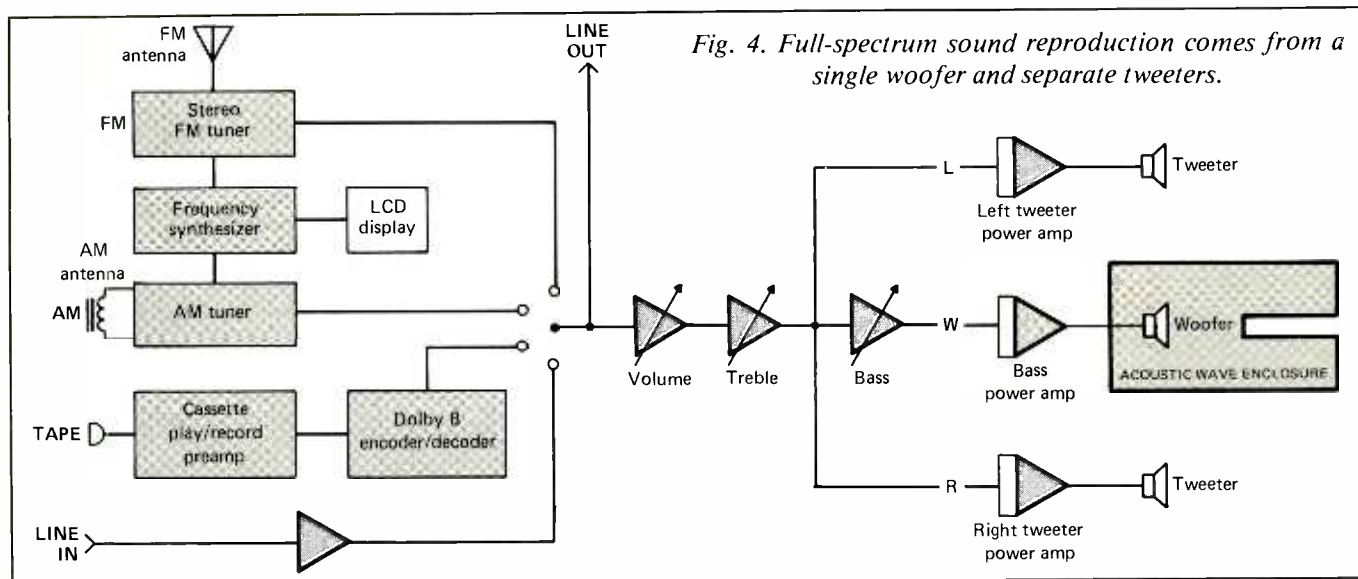 FM
antenna
LINE
OUT
Fig. 4. Full-spectrum sound reproduction comes from a
single woofer and separate tweeters.
FM
Stereo
FM tuner
Frequency
synthesizer
LCD
display
AM
antenna
AM
AM tuner
TAPE
Cassette
play/record
preamp
Dolby B
encoder/decoder
LINE
IN
Volume
Treble
Bass
L
Left tweeter
power amp
Tweeter
W
Bass
power amp
Woofer
ACOUSTIC WAVE ENCLOSURE
R
Right tweeter
power amp
Tweeter